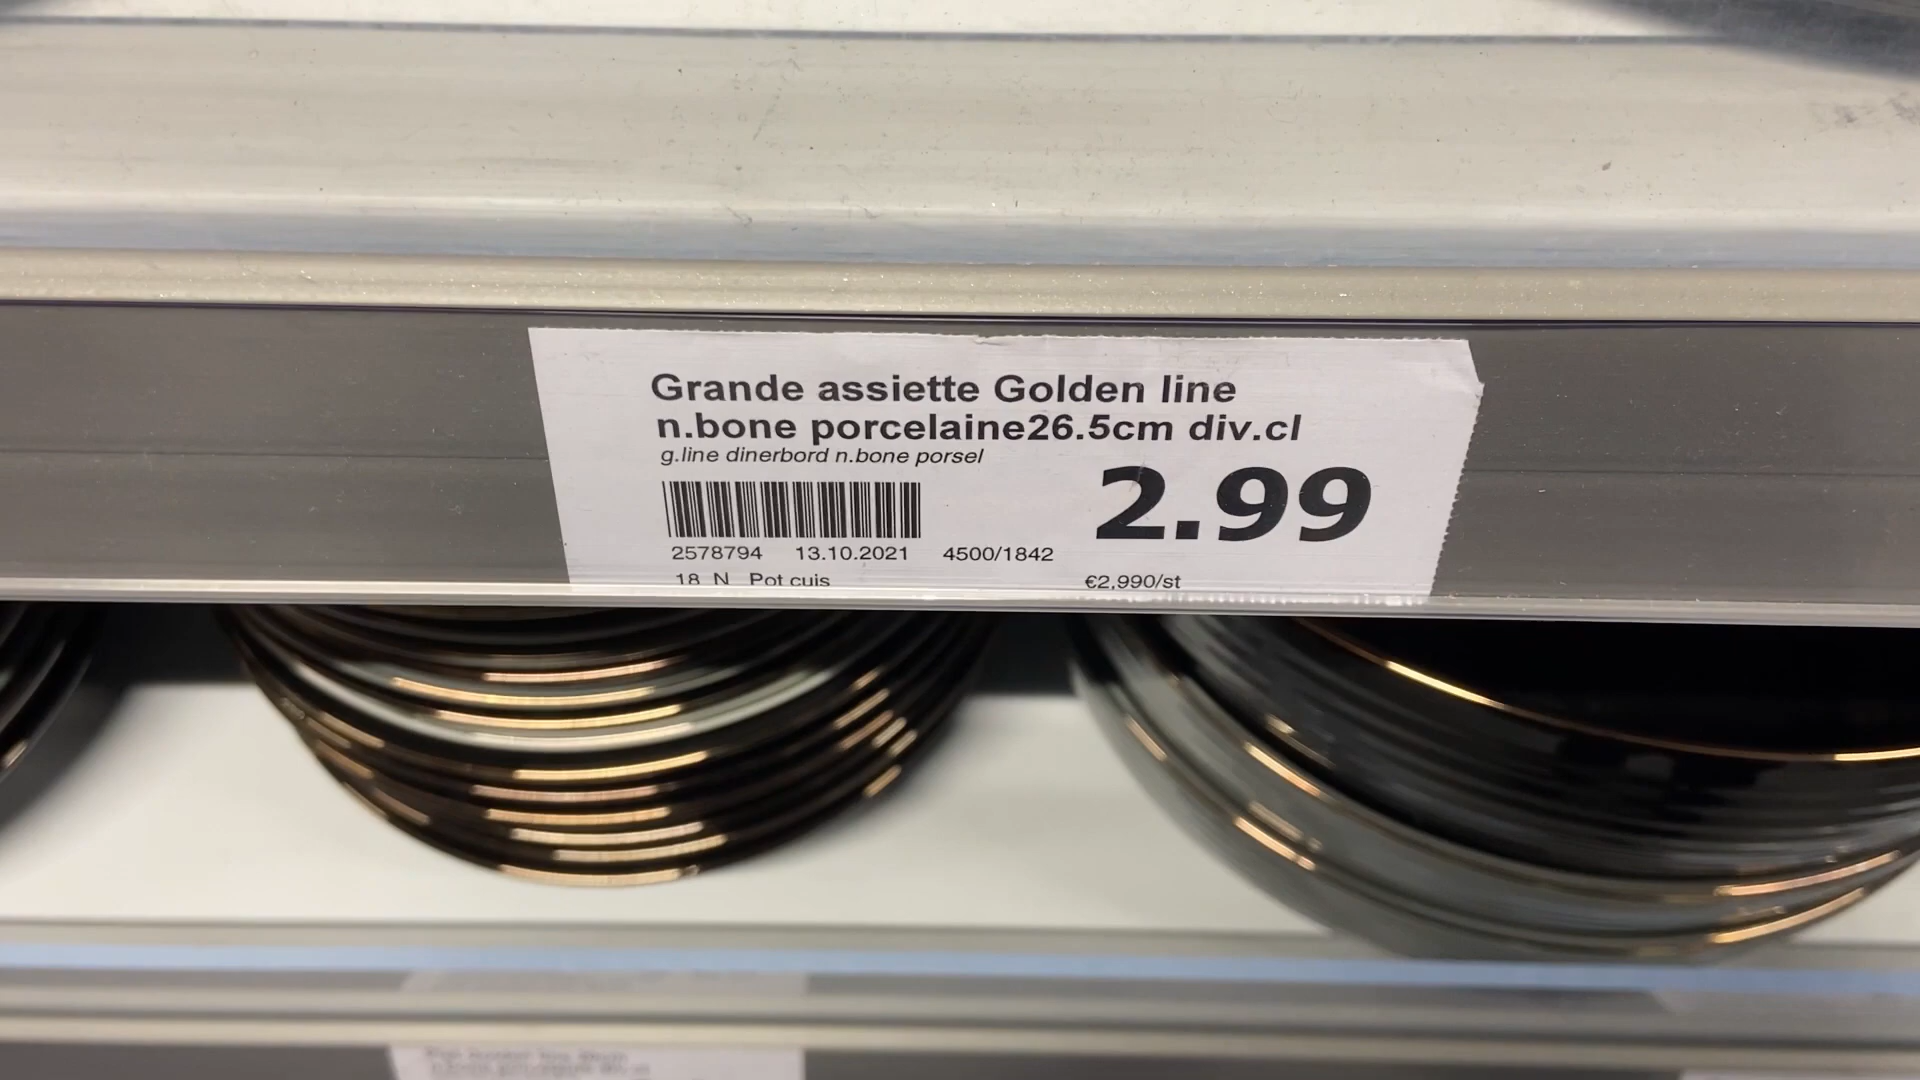 Grande assiette Golden line
n.bone porcelaine26.5cm div.cl
g.line dinerbord n.bone porsel
2.99
2578794 13.10.2021 4500/1842
18 N Pot cuis €2,990/st